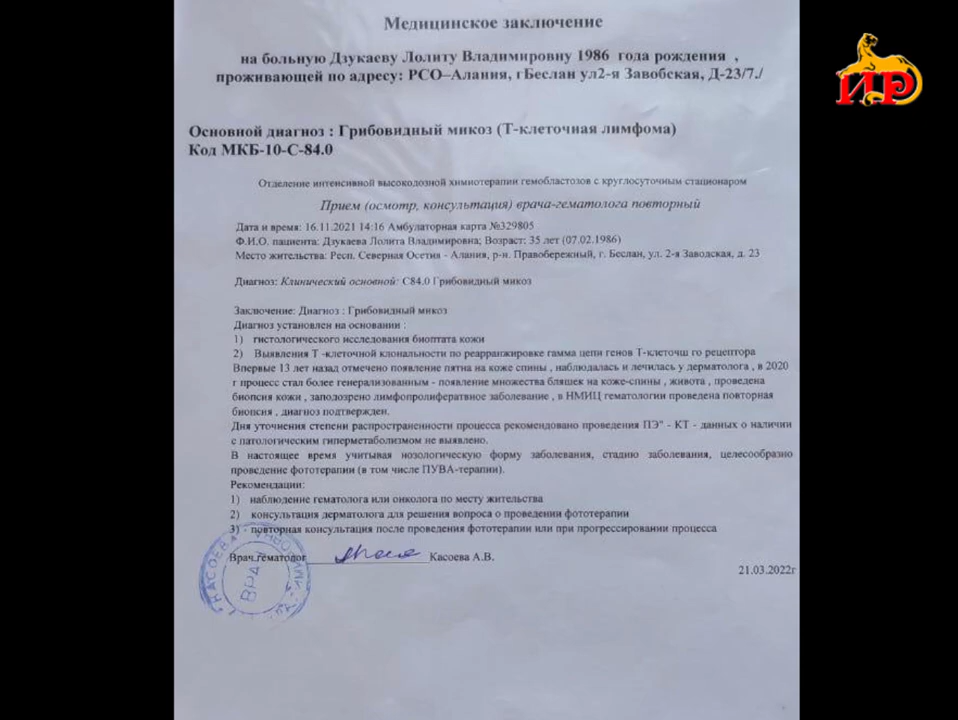 Медицинское заключение
на больную Дзукаеву Лолиту Владимировну 1986 года рождения ,
проживающей по адресу: РСО–Алания, гБеслан ул2-я Завобская, Д-23/7./
ИР
Основной диагноз : Грибовидный микоз (Т-клеточная лимфома)
Код МКБ-10-С-84.0
Отделение интенсивной высокодозной химиотерапии гемобластозов с круглосуточным стационаром
Прием (осмотр, консультация) врача-гематолога повторный
Дата и время: 16.11.2021 14:16 Амбулаторная карта №329805
Ф.И.О. пациента: Дзукаева Лолита Владимировна; Возраст: 35 лет (07.02.1986)
Место жительства: Респ. Северная Осетия - Алания, р-н. Правобережный, г. Беслан, ул. 2-я Заводская, д. 23
Диагноз: Клинический основной: С84.0 Грибовидный микоз
Заключение: Диагноз : Грибовидный микоз
Диагноз установлен на основании :
1) гистологического исследования биоптата кожи
2) Выявления Т -клеточной клональности по реарранжировке гамма цепи генов Т-клеточш го рецептора
Впервые 13 лет назад отмечено появление пятна на коже спины , наблюдалась и лечилась у дерматолога , в 2020
г процесс стал более генерализованным - появление множества бляшек на коже-спины , живота , проведена
биопсия кожи , заподозрено лимфопролифератвное заболевание , в НМИЦ гематологии проведена повторная
биопсия , диагноз подтвержден.
Дня уточнения степени распространенности процесса рекомендовано проведения ПЭ" - КТ - данных о наличии
с патологическим гиперметаболизмом не выявлено.
В настоящее время учитывая нозологическую форму заболевания, стадию заболевания, целесообразно
проведение фототерапии (в том числе ПУВА-терапии).
Рекомендации:
1) наблюдение гематолога или онколога по месту жительства
2) консультация дерматолога для решения вопроса о проведении фототерапии
3) - повторная консультация после проведения фототерапии или при прогрессировании процесса
Врач гематолог Касоева А.В.
21.03.2022г
КАСОЕВА
ВРАЧ